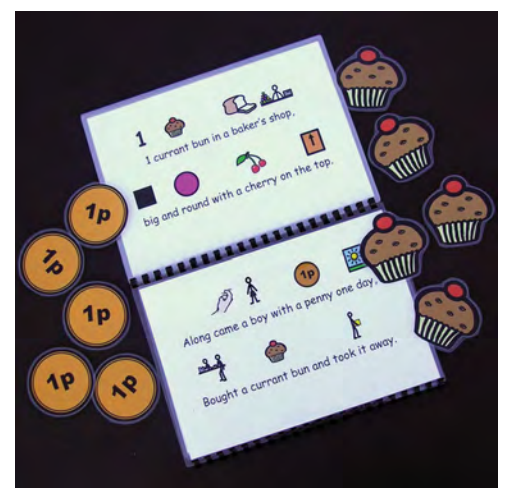 1
1 currant bun in a baker's shop,
big and round with a cherry on the top.
1p
1p
1p
1p
1p
1p
Along came a boy with a penny one day,
Bought a currant bun and took it away.